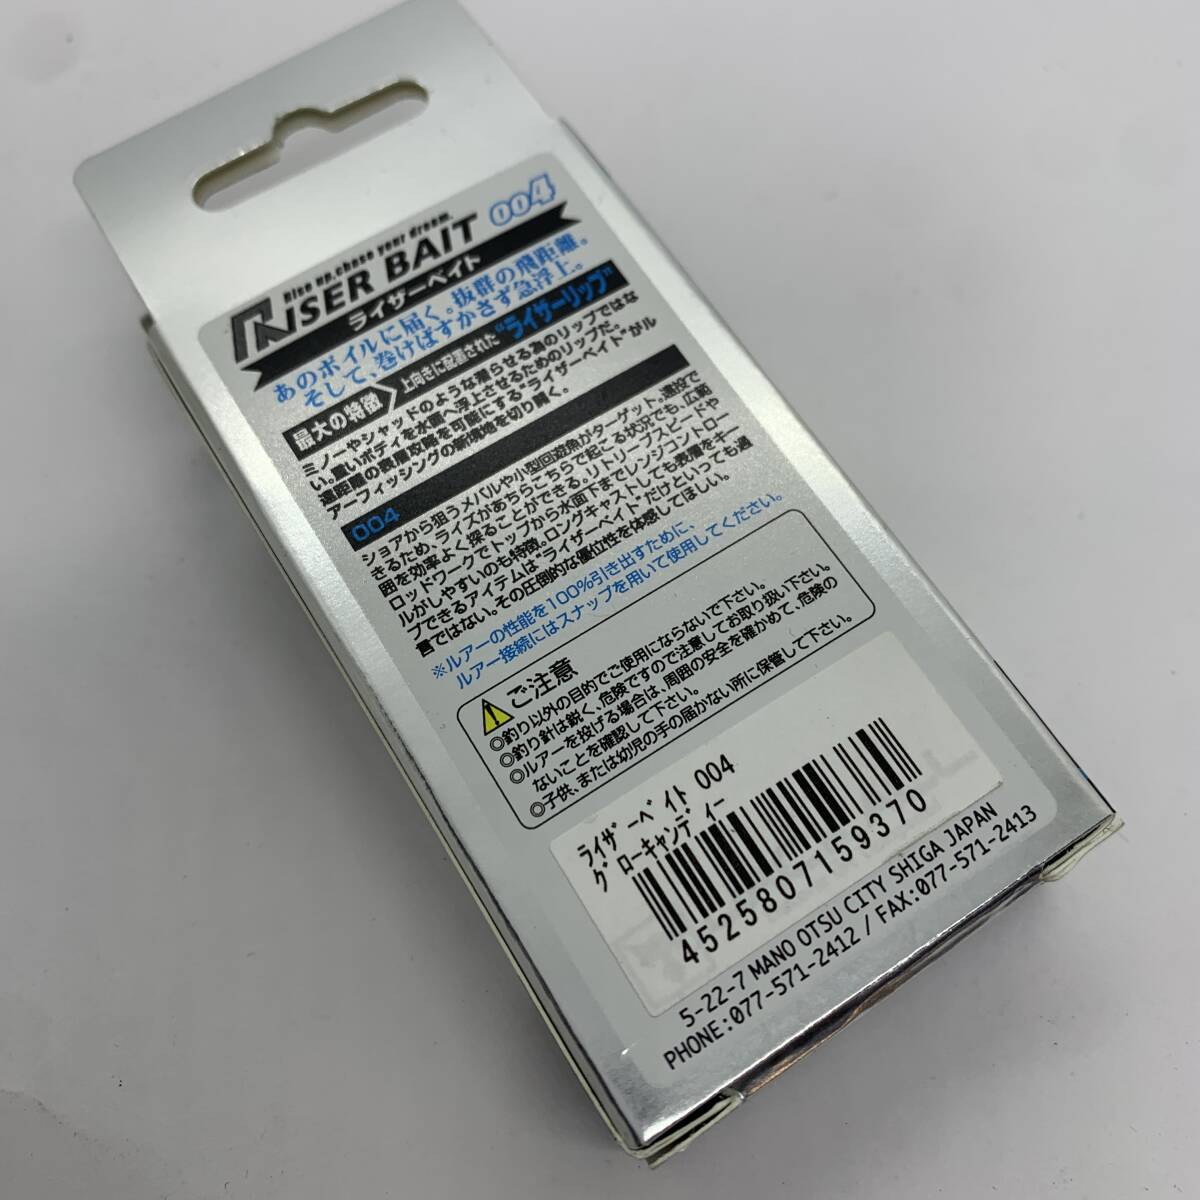 Rise up, chase your dream.
RISER BAIT 004
ライザーベイト
あのボイルに届く。抜群の飛距離。
そして、巻けばすかさず急浮上。
最大の特徴 上向きに配置された“ライザーリップ”
ミノーやシャッドのような潜らせる為のリップではな
い。重いボディを水面へ浮上させるためのリップだ。
遠距離の表層攻略を可能にする“ライザーベイト”がル
アーフィッシングの新境地を切り開く。
004
ショアから狙うメバルや小型回遊魚がターゲット。遠投で
きるため、ライズがあちらこちらで起こる状況でも、広範
囲を効率よく探ることができる。リトリーブスピードや
ロッドワークでトップから水面下までレンジコントロー
ルがしやすいのも特徴。ロングキャストしても表層をキー
プできるアイテムは“ライザーベイト”だけといっても過
言ではない。その圧倒的な優位性を体感してほしい。
※ルアーの性能を100%引き出すために、
ルアー接続にはスナップを用いて使用してください。
ご注意
◎釣り以外の目的でご使用にならないで下さい。
◎釣り針は鋭く、危険ですので注意してお取り扱い下さい。
◎ルアーを投げる場合は、周囲の安全を確かめて、危険の
ないことを確認して下さい。
◎子供、または幼児の手の届かない所に保管して下さい。
ライザーベイト 004
グローキャンディー
4525807159370
5-22-7 MANO OTSU CITY SHIGA JAPAN
PHONE:077-571-2412 / FAX:077-571-2413